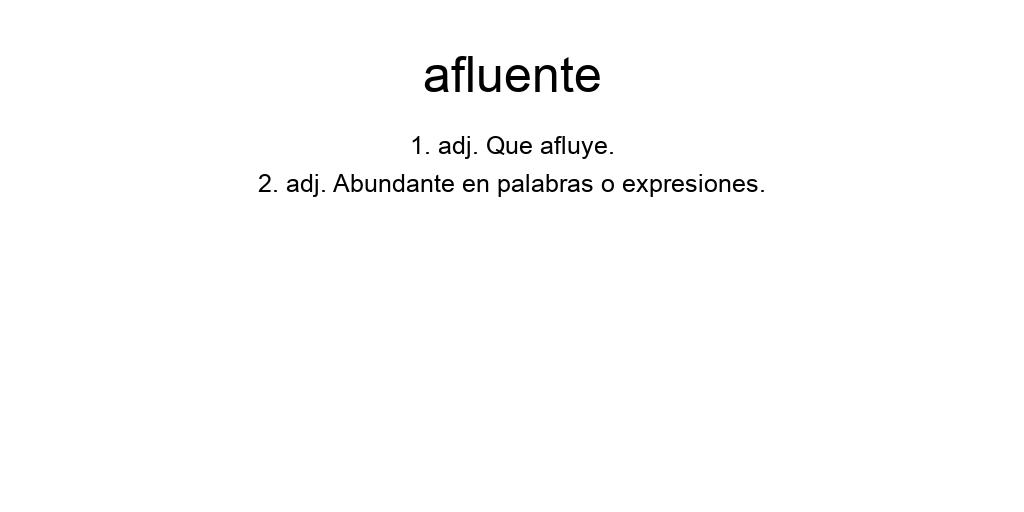 afluente
1. adj. Que afluye.
2. adj. Abundante en palabras o expresiones.